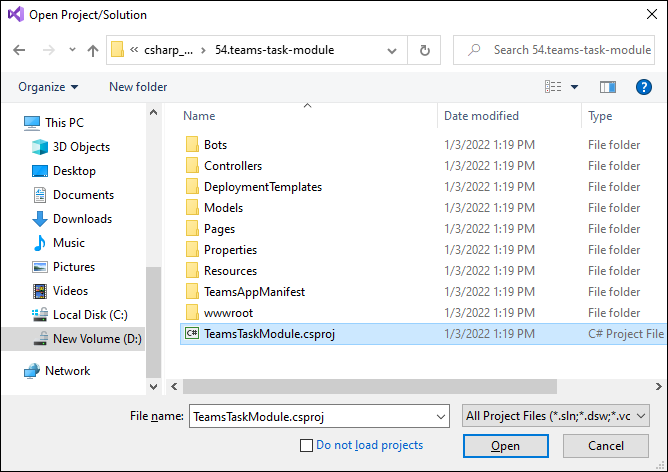 Open Project/Solution
« csharp_... > 54.teams-task-module
Search 54.teams-task-module
Organize New folder
This PC
3D Objects
Desktop
Documents
Downloads
Music
Pictures
Videos
Local Disk (C:)
New Volume (D:)
Network
Name Date modified Type
Bots 1/3/2022 1:19 PM File folder
Controllers 1/3/2022 1:19 PM File folder
DeploymentTemplates 1/3/2022 1:19 PM File folder
Models 1/3/2022 1:19 PM File folder
Pages 1/3/2022 1:19 PM File folder
Properties 1/3/2022 1:19 PM File folder
Resources 1/3/2022 1:19 PM File folder
TeamsAppManifest 1/3/2022 1:19 PM File folder
wwwroot 1/3/2022 1:19 PM File folder
C# TeamsTaskModule.csproj 1/3/2022 1:19 PM C# Project File
File name: TeamsTaskModule.csproj All Project Files (*.sln;*.dsw;*.vc
Do not load projects
Open Cancel